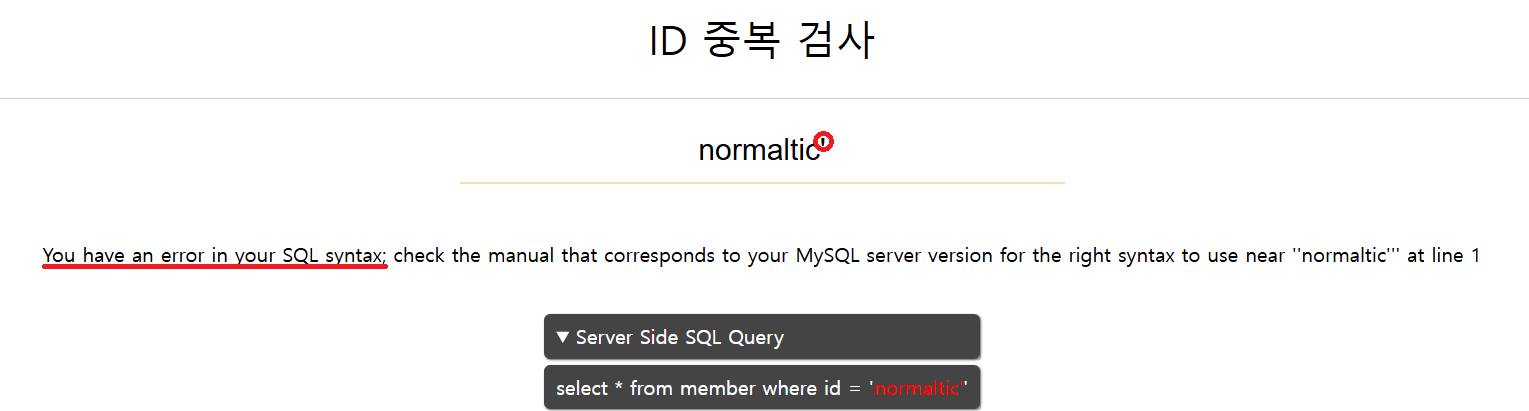 ID 중복 검사
normaltic'
You have an error in your SQL syntax; check the manual that corresponds to your MySQL server version for the right syntax to use near ''normaltic''' at line 1
▼ Server Side SQL Query
select * from member where id = 'normaltic''